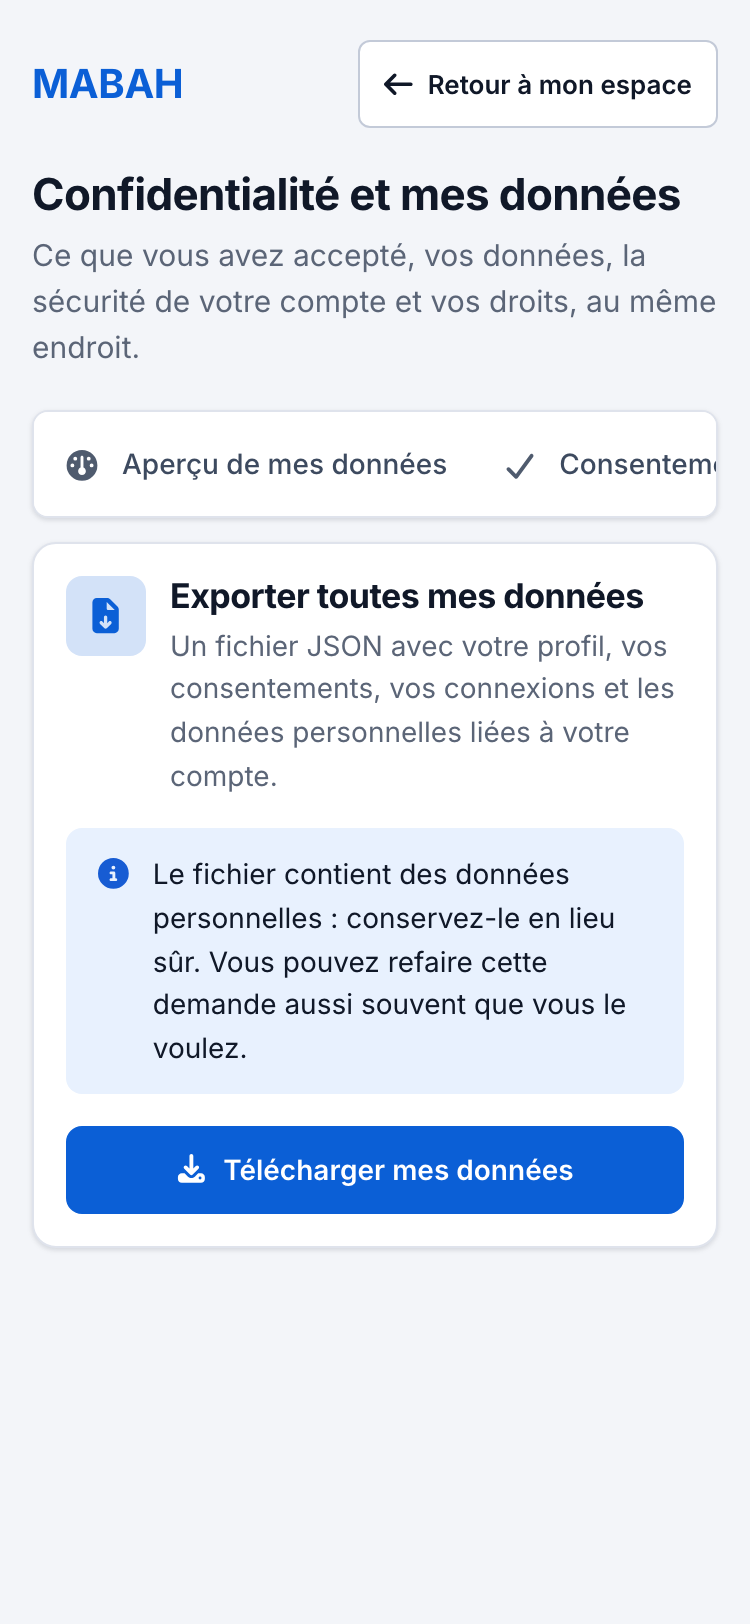 MABAH
Retour à mon espace
Confidentialité et mes données
Ce que vous avez accepté, vos données, la
sécurité de votre compte et vos droits, au même
endroit.
Aperçu de mes données
Consenteme
Exporter toutes mes données
Un fichier JSON avec votre profil, vos
consentements, vos connexions et les
données personnelles liées à votre
compte.
Le fichier contient des données
personnelles : conservez-le en lieu
sûr. Vous pouvez refaire cette
demande aussi souvent que vous le
voulez.
Télécharger mes données